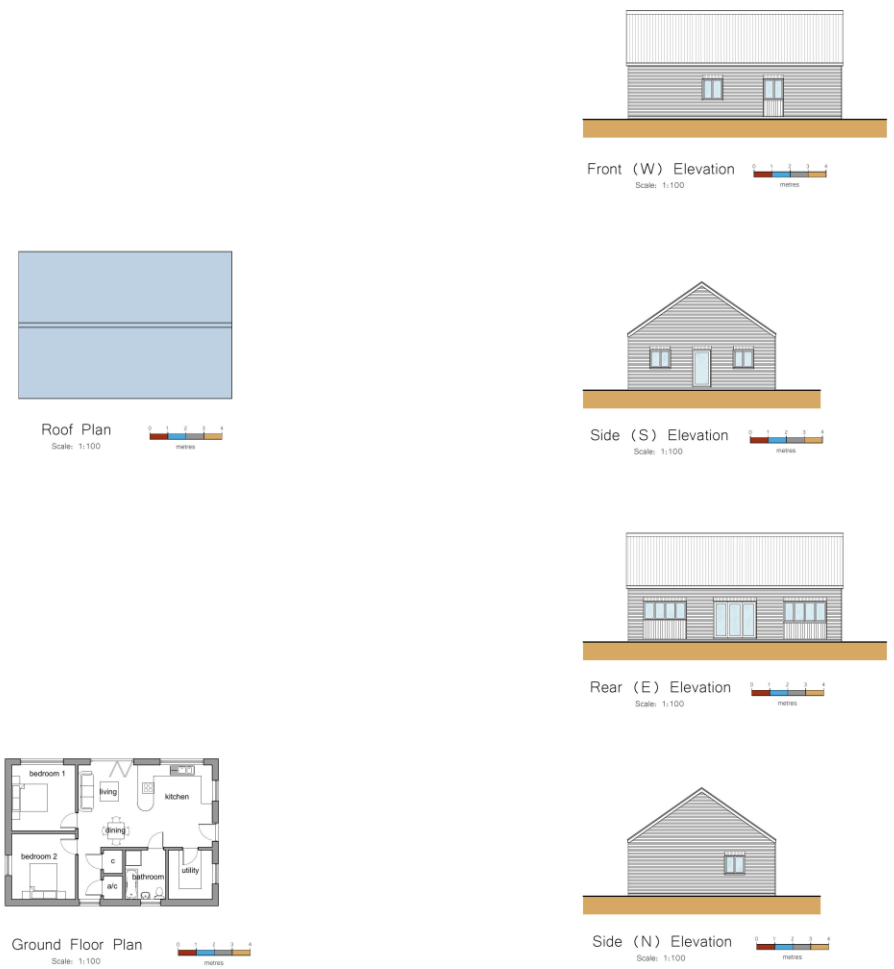 Front (W) Elevation
Scale: 1:100
0 1 2 3 4
metres
Side (S) Elevation
Scale: 1:100
0 1 2 3 4
metres
Roof Plan
Scale: 1:100
0 1 2 3 4
metres
Rear (E) Elevation
Scale: 1:100
0 1 2 3 4
metres
bedroom 1
living
kitchen
dining
bedroom 2
c
a/c
bathroom
utility
Ground Floor Plan
Scale: 1:100
0 1 2 3 4
metres
Side (N) Elevation
Scale: 1:100
0 1 2 3 4
metres